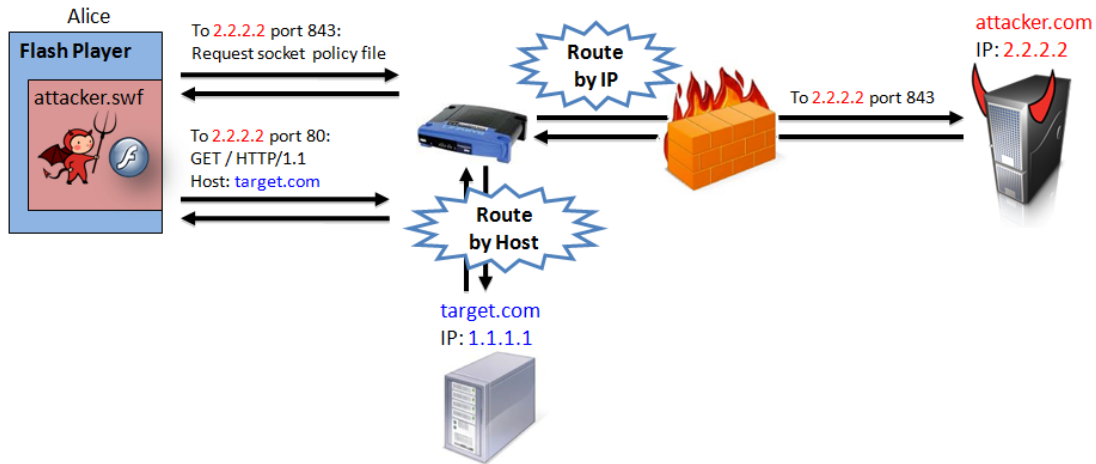 Alice
Flash Player
attacker.swf
To 2.2.2.2 port 843:
Request socket policy file
To 2.2.2.2 port 80:
GET / HTTP/1.1
Host: target.com
Route
by IP
To 2.2.2.2 port 843
attacker.com
IP: 2.2.2.2
Route
by Host
target.com
IP: 1.1.1.1